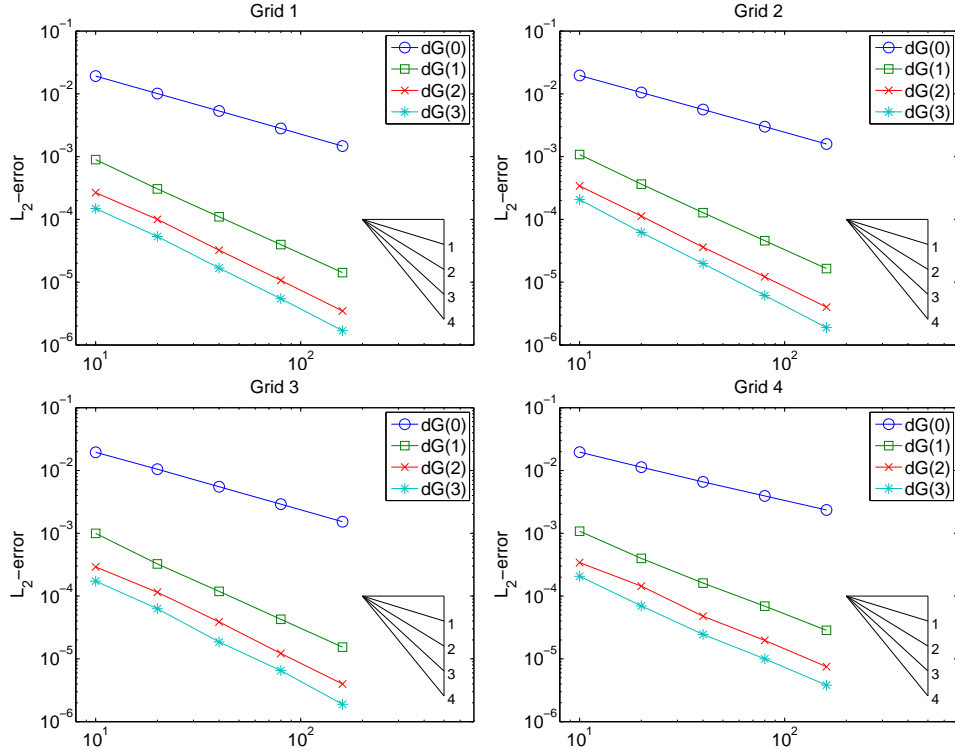 Grid 1
10^-1
10^-2
10^-3
10^-4
10^-5
10^-6
L_2-error
dG(0)
dG(1)
dG(2)
dG(3)
1
2
3
4
10^1
10^2
Grid 2
10^-1
10^-2
10^-3
10^-4
10^-5
10^-6
L_2-error
dG(0)
dG(1)
dG(2)
dG(3)
1
2
3
4
10^1
10^2
Grid 3
10^-1
10^-2
10^-3
10^-4
10^-5
10^-6
L_2-error
dG(0)
dG(1)
dG(2)
dG(3)
1
2
3
4
10^1
10^2
Grid 4
10^-1
10^-2
10^-3
10^-4
10^-5
10^-6
L_2-error
dG(0)
dG(1)
dG(2)
dG(3)
1
2
3
4
10^1
10^2